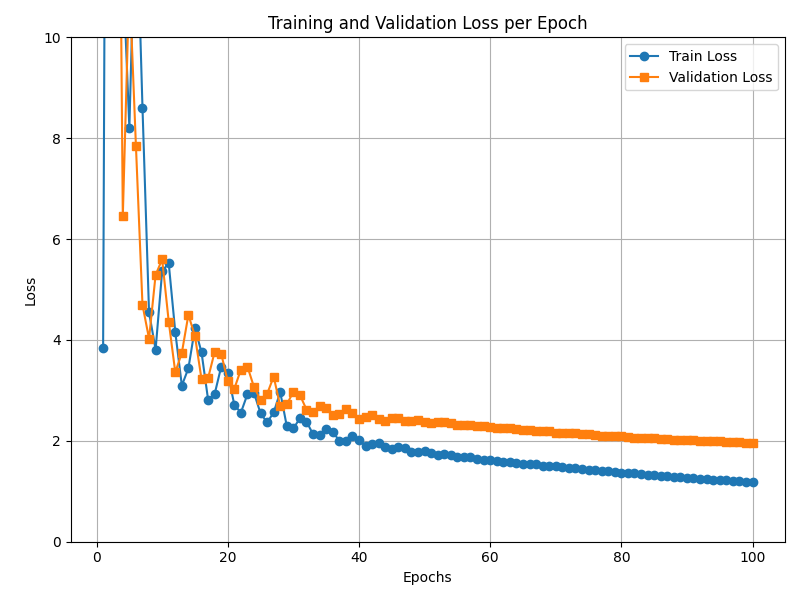 Training and Validation Loss per Epoch
Train Loss
Validation Loss
Loss
10
8
6
4
2
0
0 20 40 60 80 100
Epochs